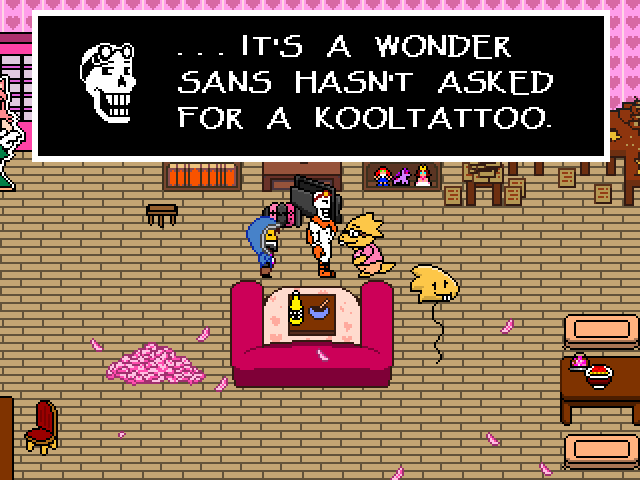 ...IT'S A WONDER
SANS HASN'T ASKED
FOR A KOOLTATTOO.